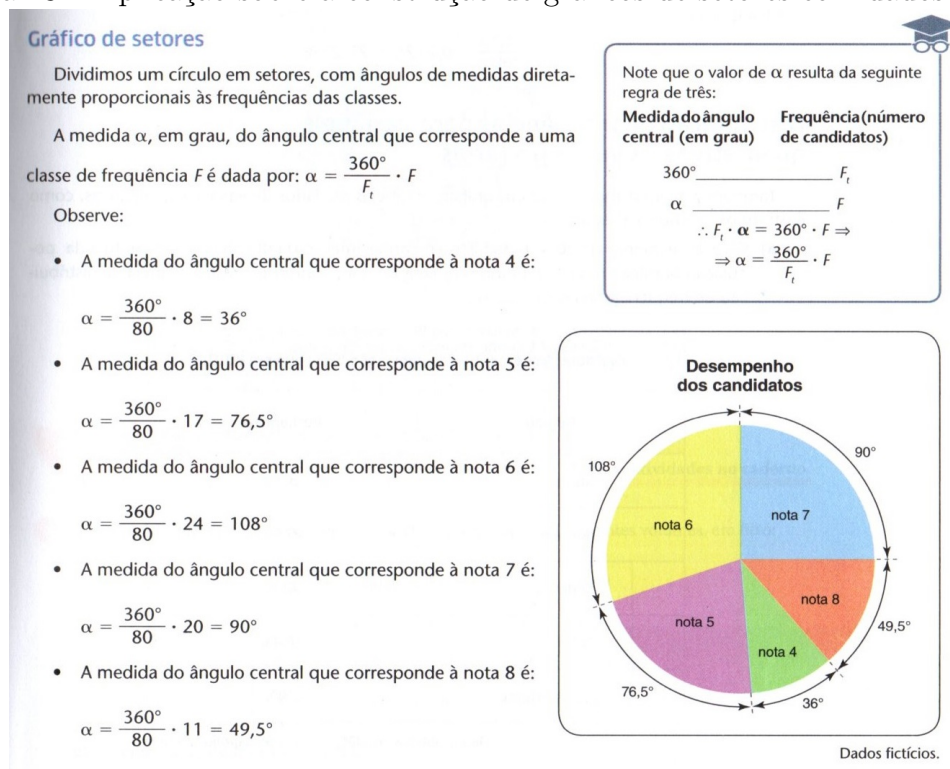 Gráfico de setores
Dividimos um círculo em setores, com ângulos de medidas direta-
mente proporcionais às frequências das classes.
A medida α, em grau, do ângulo central que corresponde a uma
classe de frequência F é dada por: α = 360°/Fₜ · F
Observe:
• A medida do ângulo central que corresponde à nota 4 é:
α = 360°/80 · 8 = 36°
• A medida do ângulo central que corresponde à nota 5 é:
α = 360°/80 · 17 = 76,5°
• A medida do ângulo central que corresponde à nota 6 é:
α = 360°/80 · 24 = 108°
• A medida do ângulo central que corresponde à nota 7 é:
α = 360°/80 · 20 = 90°
• A medida do ângulo central que corresponde à nota 8 é:
α = 360°/80 · 11 = 49,5°
Note que o valor de α resulta da seguinte
regra de três:
Medida do ângulo Frequência (número
central (em grau) de candidatos)
360° Fₜ
α F
∴ Fₜ · α = 360° · F ⇒
⇒ α = 360°/Fₜ · F
Desempenho
dos candidatos
108°
90°
nota 6
nota 7
nota 8
nota 5
49,5°
nota 4
76,5°
36°
Dados fictícios.